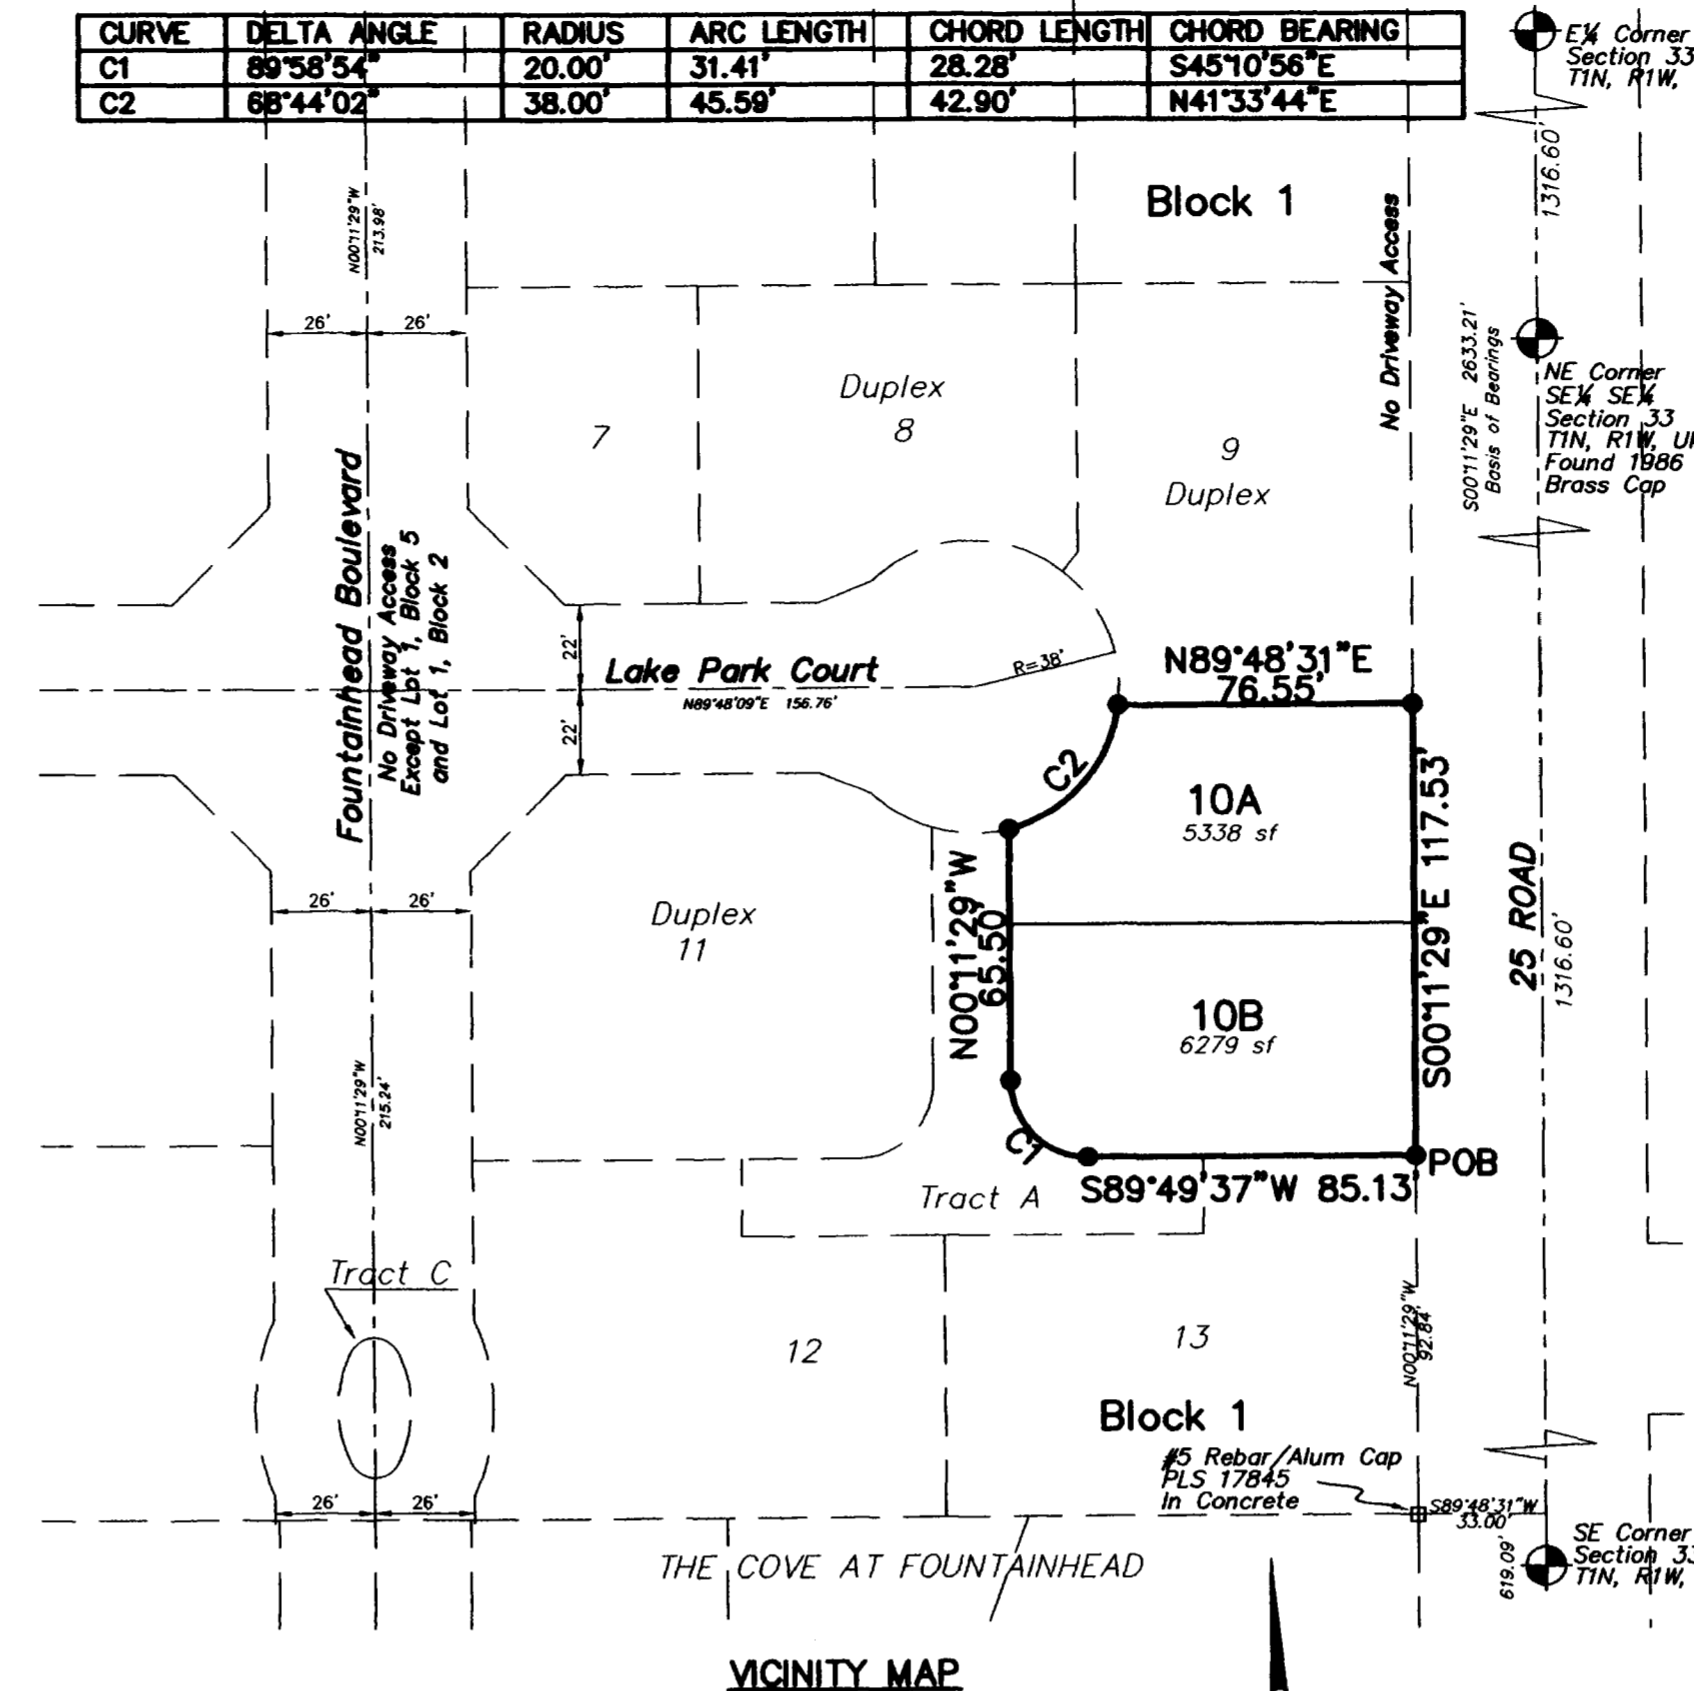 CURVE DELTA ANGLE RADIUS ARC LENGTH CHORD LENGTH CHORD BEARING
C1 89°58'54" 20.00' 31.41' 28.28' S45°10'56"E
C2 68°44'02" 38.00' 45.59' 42.90' N41°33'44"E
E¼ Corner
Section 33
T1N, R1W,
1316.60'
Block 1
N00°11'29"W
213.98'
No Driveway Access
26' 26'
S00°11'29"E 2633.21'
Basis of Bearings
NE Corner
SE¼ SE¼
Section 33
T1N, R1W,
Found 1986
Brass Cap
Duplex
8
7
9
Duplex
Fountainhead Boulevard
No Driveway Access
Except Lot 1, Block 5
and Lot 1, Block 2
22'
22'
Lake Park Court
N89°48'09"E 156.76'
R=38'
N89°48'31"E
76.55'
C2
10A
5338 sf
S00°11'29"E 117.53'
25 ROAD
1316.60'
26' 26'
Duplex
11
N00°11'29"W
65.50'
10B
6279 sf
N00°11'29"W
215.24'
C1
POB
S89°49'37"W 85.13'
Tract A
Tract C
12
13
N00°11'29"W
92.84'
Block 1
#5 Rebar/Alum Cap
PLS 17845
In Concrete
S89°48'31"W
33.00'
26' 26'
619.09'
SE Corner
Section 33
T1N, R1W,
THE COVE AT FOUNTAINHEAD
VICINITY MAP